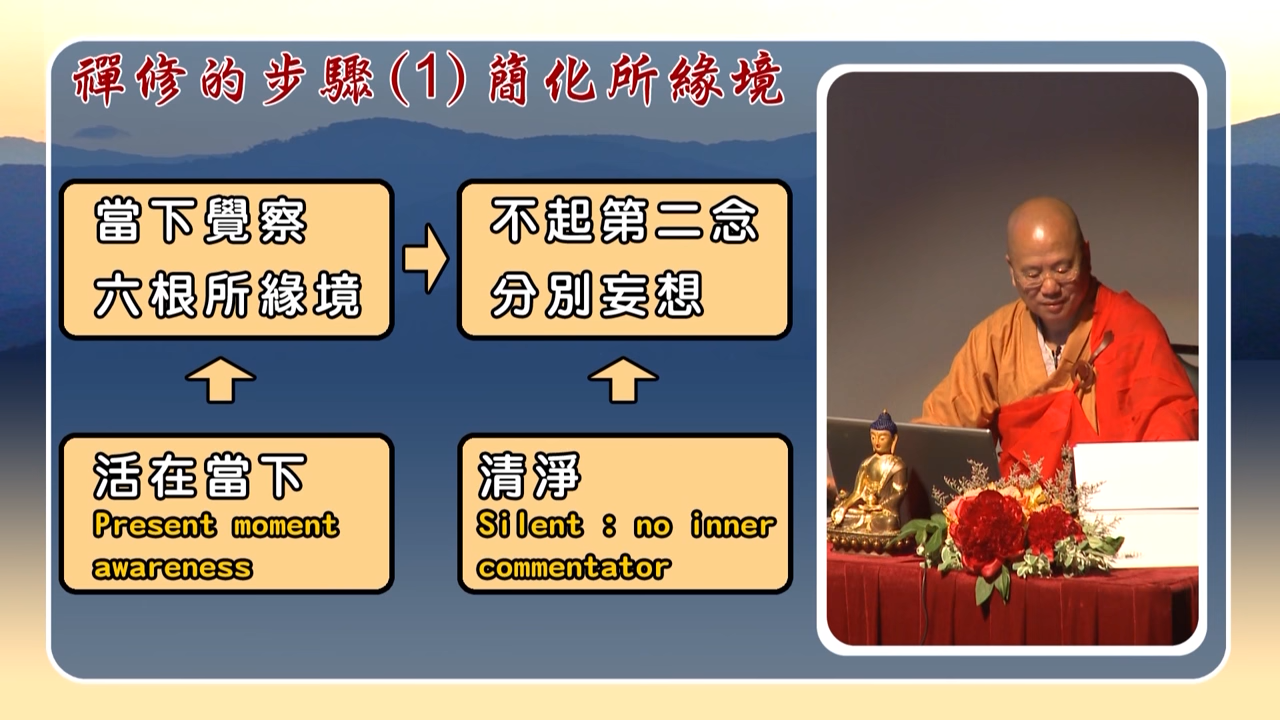 禪修的步驟(1)簡化所緣境
當下覺察
六根所緣境
不起第二念
分別妄想
活在當下
Present moment
awareness
清淨
Silent : no inner
commentator